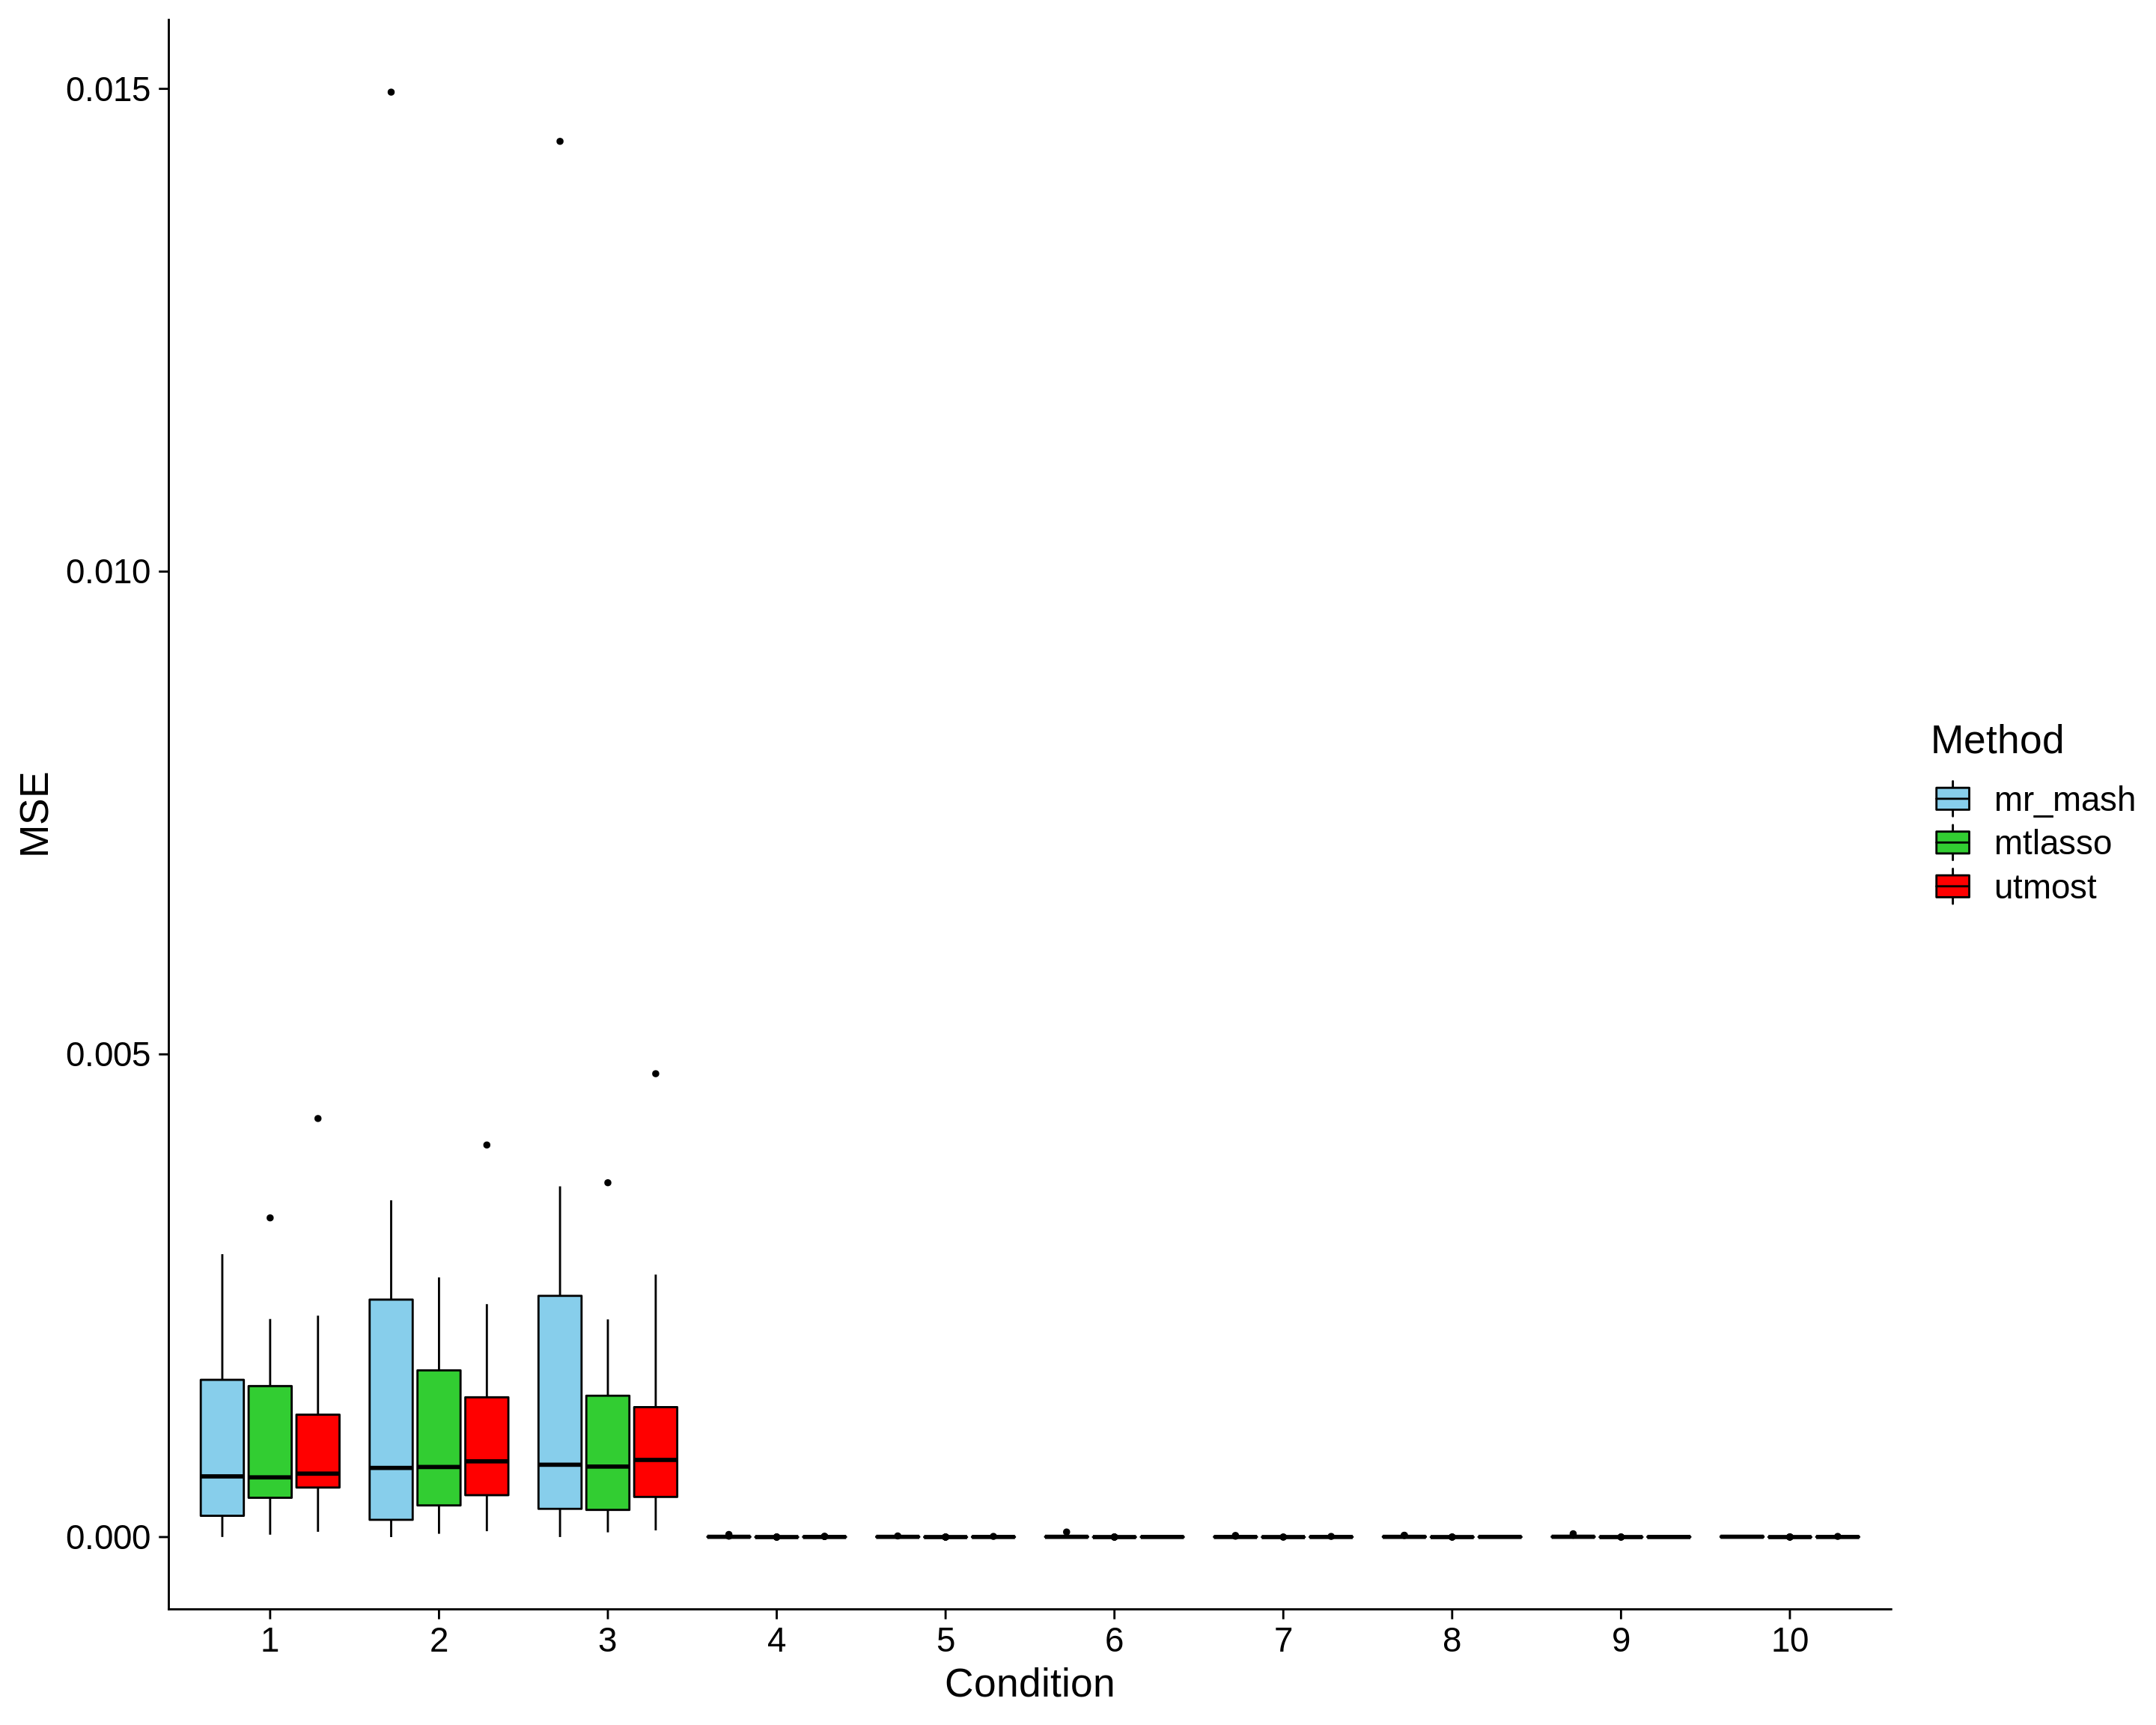 0.015
0.010
0.005
0.000
MSE
1 2 3 4 5 6 7 8 9 10
Condition
Method
mr_mash
mtlasso
utmost